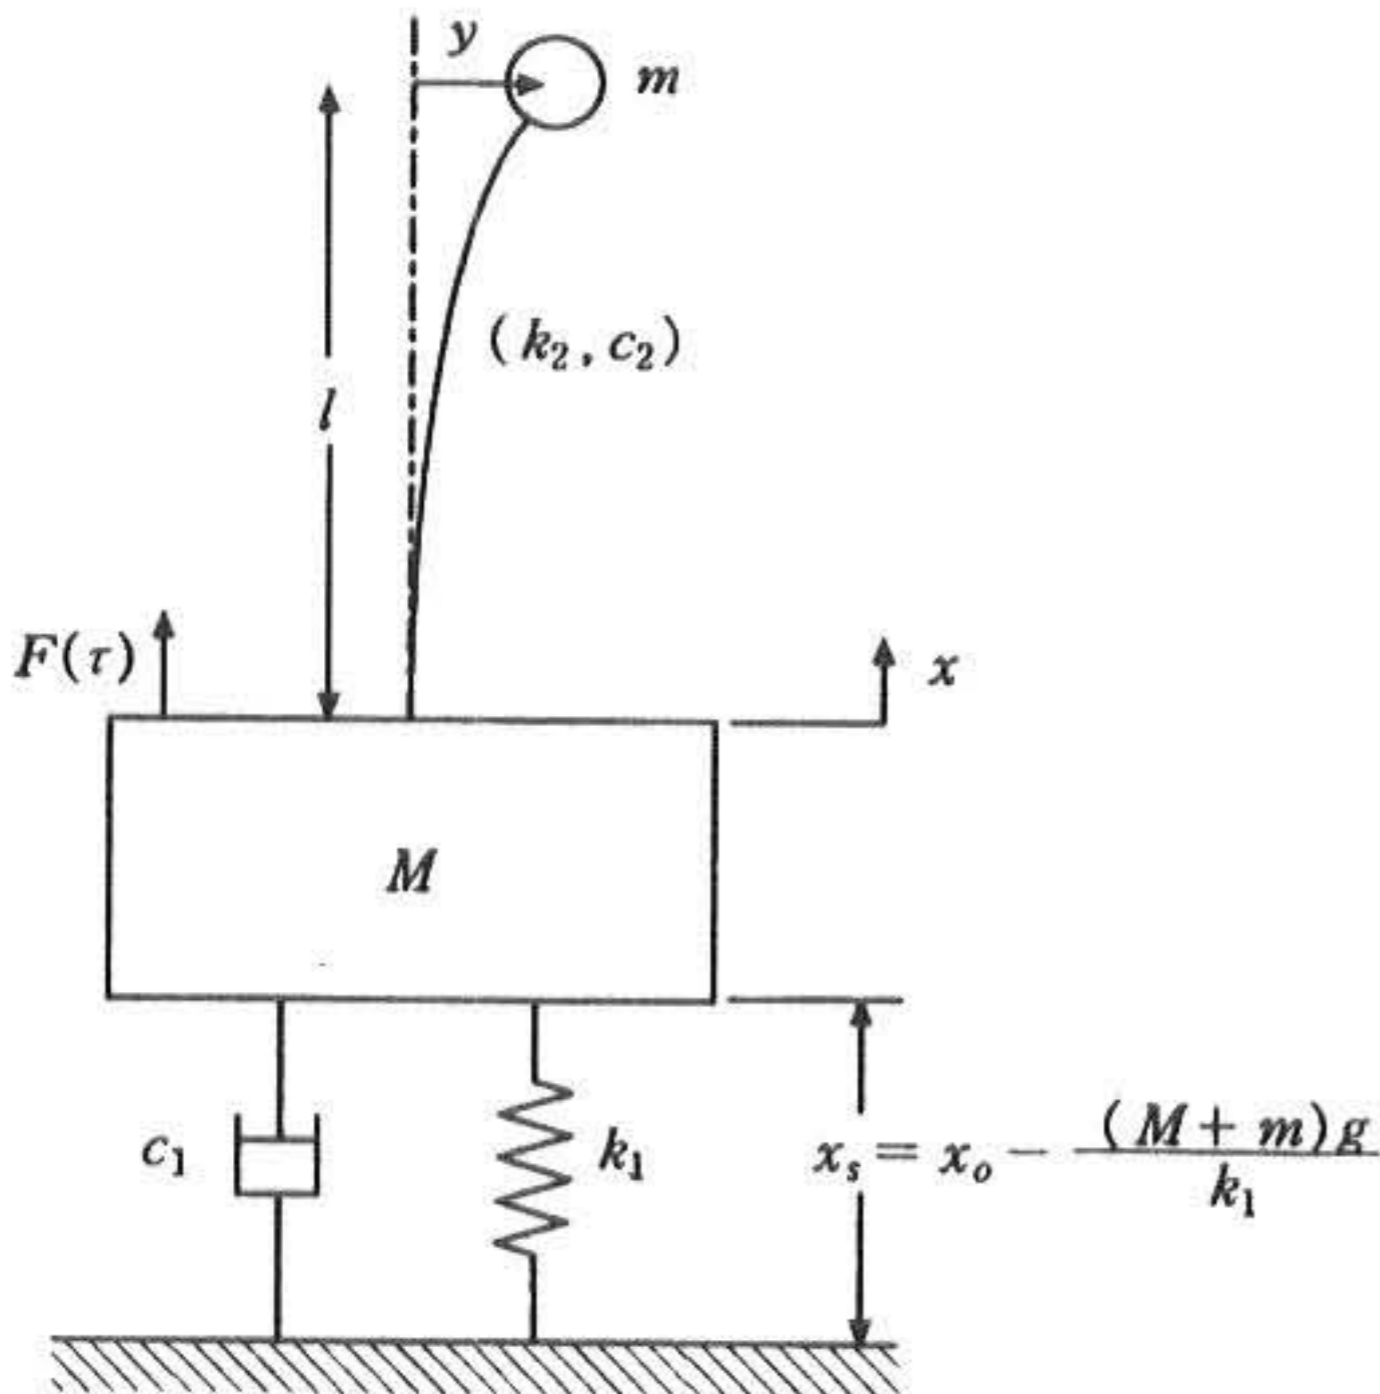 y
m
(k₂, c₂)
l
F(τ)
x
M
c₁
k₁
xₛ = xₒ − (M + m)g / k₁